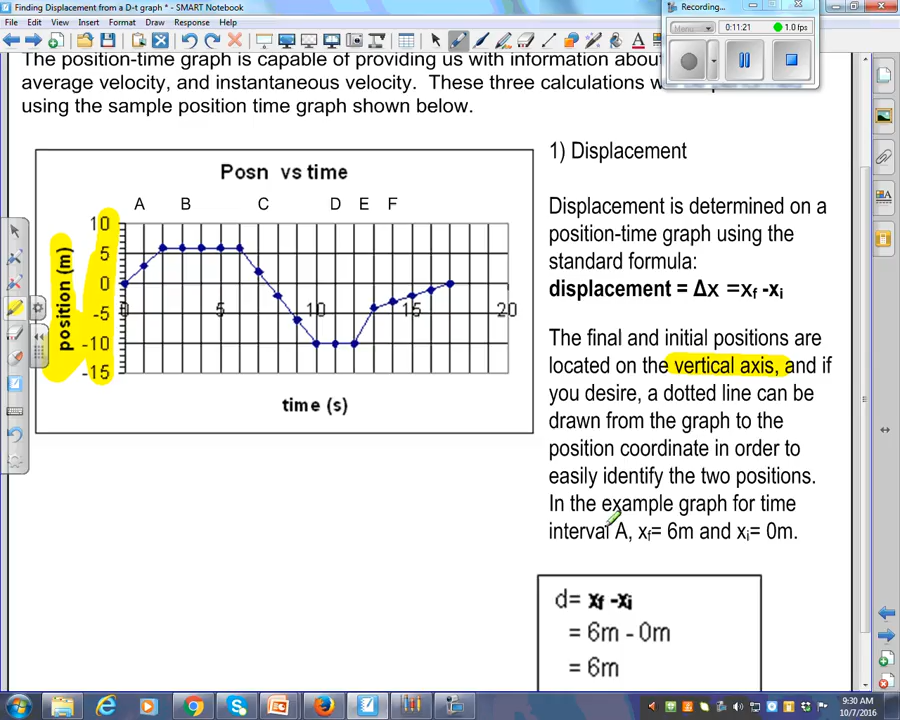 Finding Displacement from a D-t graph * - SMART Notebook
Recording...
File Edit View Insert Format Draw Response Help
Menu
0:11:21
1.0 fps
The position-time graph is capable of providing us with information about
average velocity, and instantaneous velocity. These three calculations w
using the sample position time graph shown below.
Posn vs time
A B C D E F
10
5
0
-5
-10
-15
0 5 10 15 20
position (m)
time (s)
1) Displacement
Displacement is determined on a
position-time graph using the
standard formula:
displacement = Δx =xf -xi
The final and initial positions are
located on the vertical axis, and if
you desire, a dotted line can be
drawn from the graph to the
position coordinate in order to
easily identify the two positions.
In the example graph for time
interval A, xf= 6m and xi= 0m.
d= xf -xi
= 6m - 0m
= 6m
9:30 AM
10/7/2016